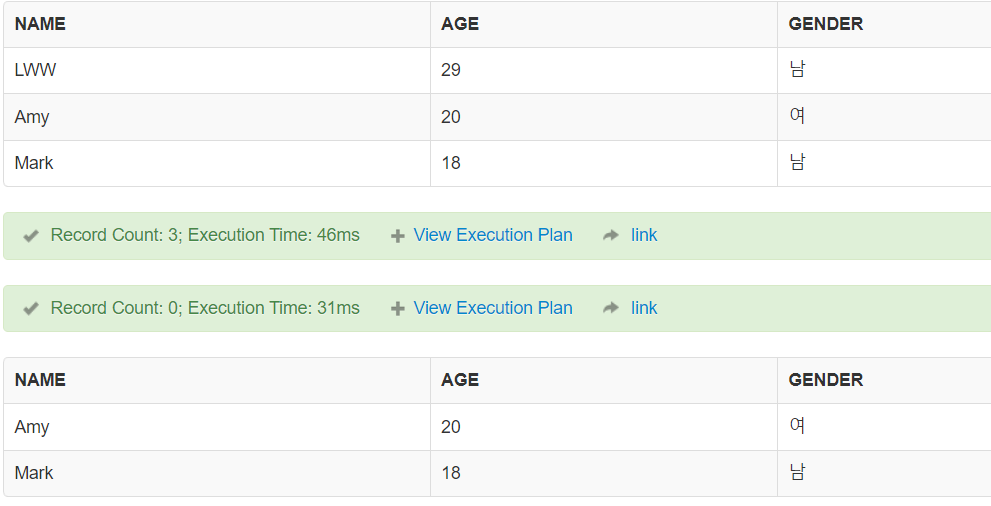 NAME AGE GENDER
LWW 29 남
Amy 20 여
Mark 18 남
Record Count: 3; Execution Time: 46ms View Execution Plan link
Record Count: 0; Execution Time: 31ms View Execution Plan link
NAME AGE GENDER
Amy 20 여
Mark 18 남